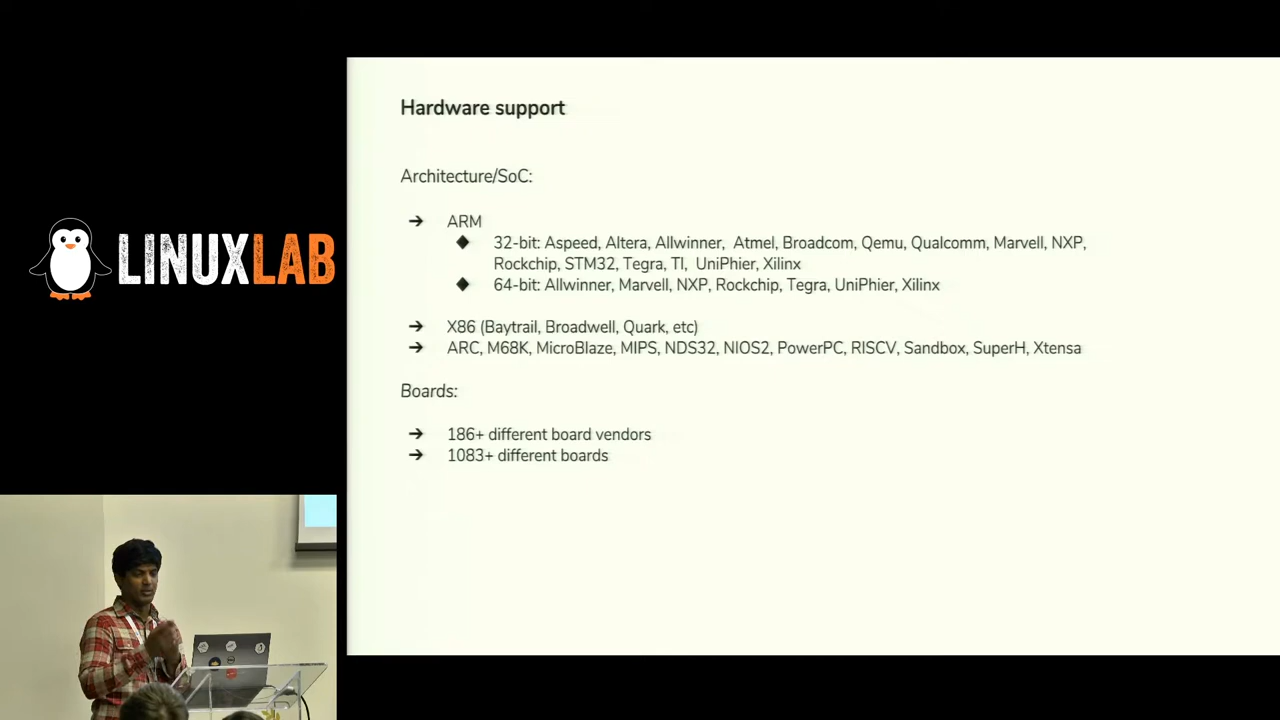 LINUXLAB
Hardware support
Architecture/SoC:
➔ ARM
◆ 32-bit: Aspeed, Altera, Allwinner, Atmel, Broadcom, Qemu, Qualcomm, Marvell, NXP,
Rockchip, STM32, Tegra, TI, UniPhier, Xilinx
◆ 64-bit: Allwinner, Marvell, NXP, Rockchip, Tegra, UniPhier, Xilinx
➔ X86 (Baytrail, Broadwell, Quark, etc)
➔ ARC, M68K, MicroBlaze, MIPS, NDS32, NIOS2, PowerPC, RISCV, Sandbox, SuperH, Xtensa
Boards:
➔ 186+ different board vendors
➔ 1083+ different boards